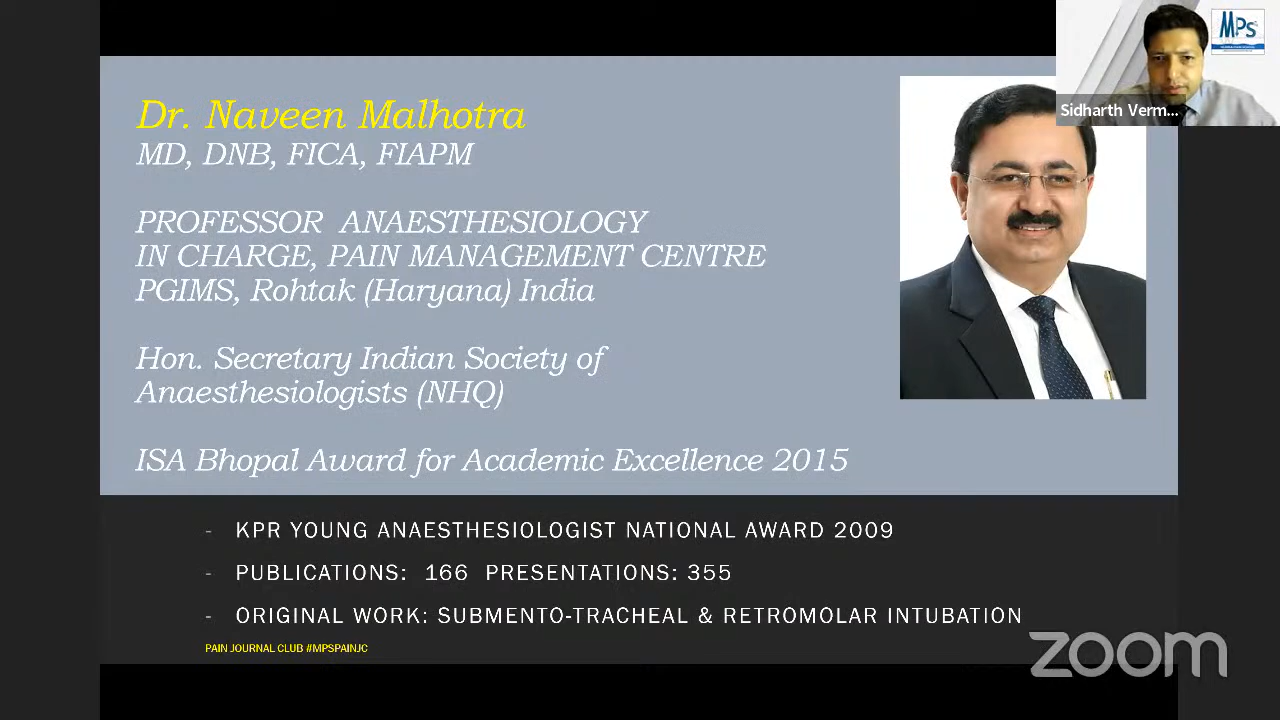 Dr. Naveen Malhotra
MD, DNB, FICA, FIAPM
PROFESSOR ANAESTHESIOLOGY
IN CHARGE, PAIN MANAGEMENT CENTRE
PGIMS, Rohtak (Haryana) India
Hon. Secretary Indian Society of
Anaesthesiologists (NHQ)
ISA Bhopal Award for Academic Excellence 2015
- KPR YOUNG ANAESTHESIOLOGIST NATIONAL AWARD 2009
- PUBLICATIONS: 166 PRESENTATIONS: 355
- ORIGINAL WORK: SUBMENTO-TRACHEAL & RETROMOLAR INTUBATION
PAIN JOURNAL CLUB #MPSPAINJC
MPS
Sidharth Verm...
zoom